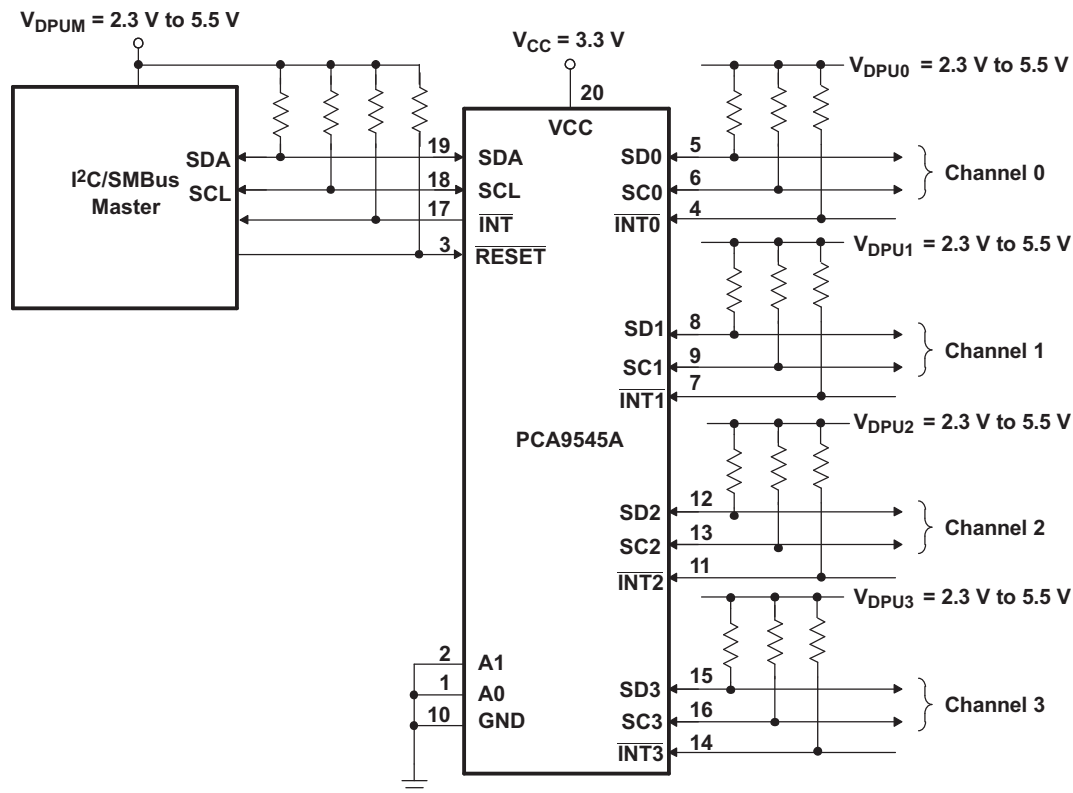 VDPUM = 2.3 V to 5.5 V
VCC = 3.3 V
20
VCC
I2C/SMBus
Master
SDA
SCL
19
18
17
3
SDA
SCL
INT
RESET
2
1
10
A1
A0
GND
PCA9545A
VDPU0 = 2.3 V to 5.5 V
SD0
5
SC0
6
INT0
4
Channel 0
VDPU1 = 2.3 V to 5.5 V
SD1
8
SC1
9
INT1
7
Channel 1
VDPU2 = 2.3 V to 5.5 V
SD2
12
SC2
13
INT2
11
Channel 2
VDPU3 = 2.3 V to 5.5 V
SD3
15
SC3
16
INT3
14
Channel 3